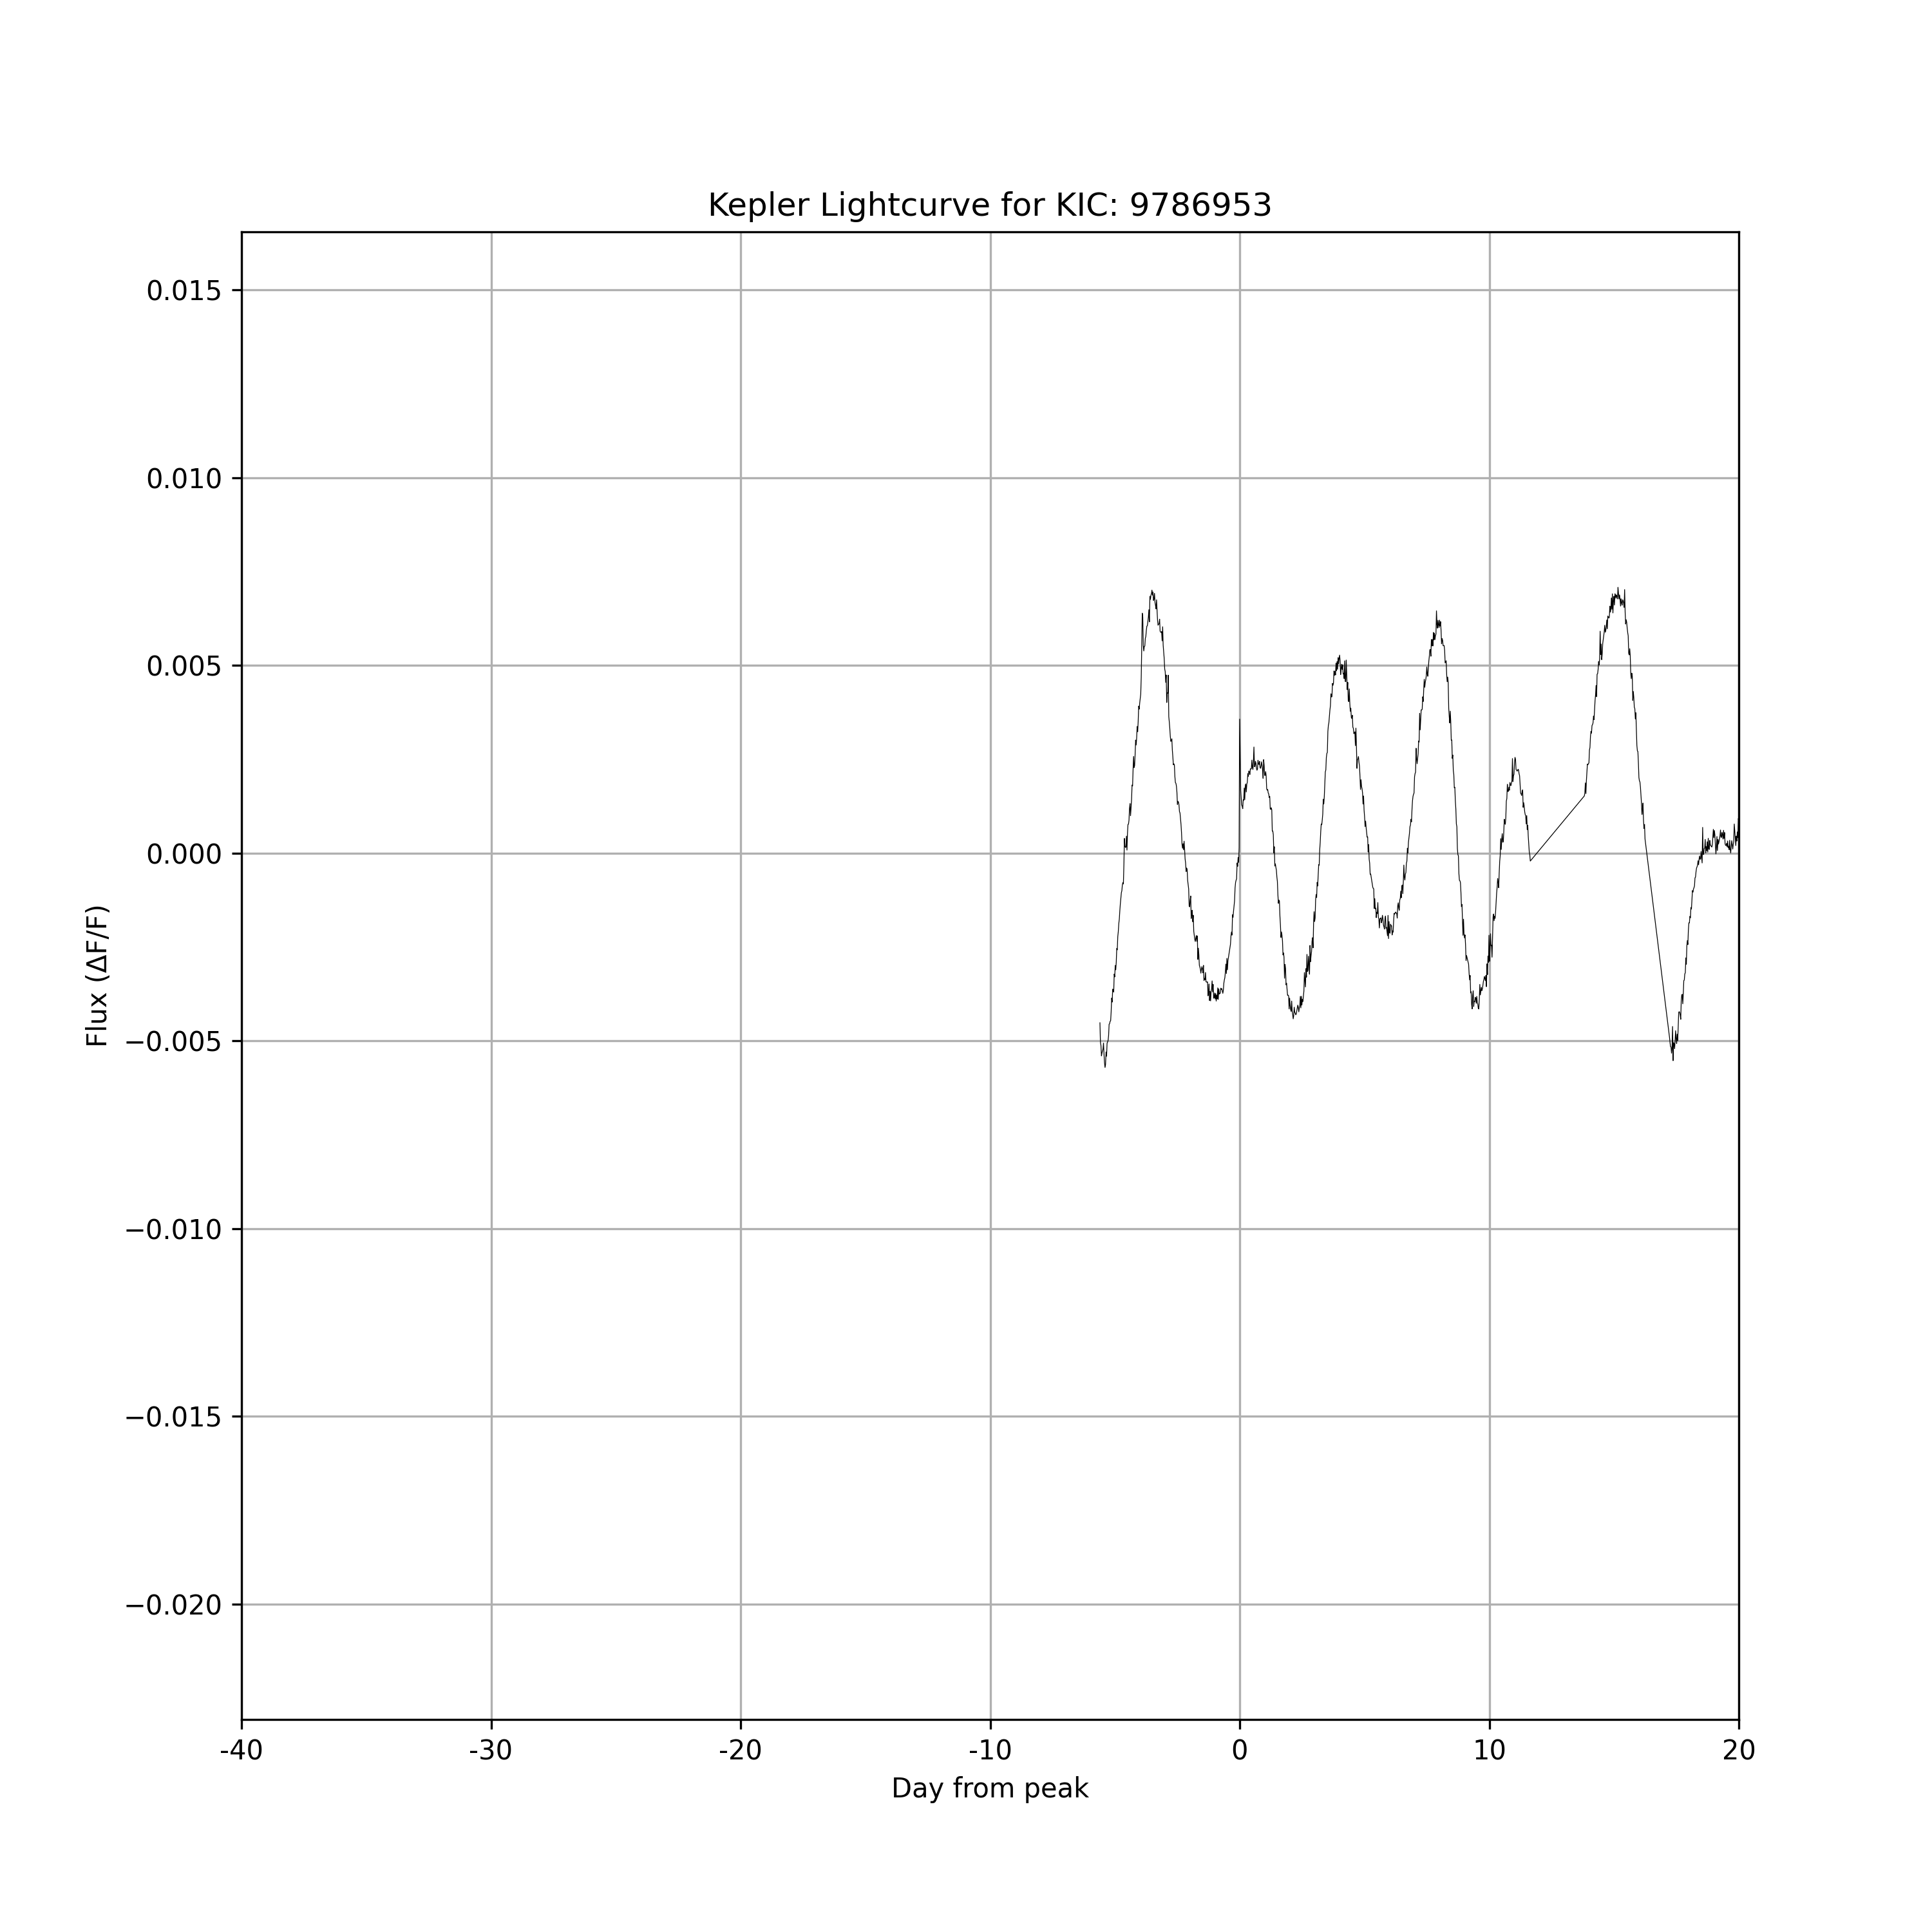 Kepler Lightcurve for KIC: 9786953
0.015
0.010
0.005
0.000
−0.005
−0.010
−0.015
−0.020
Flux (ΔF/F)
-40 -30 -20 -10 0 10 20
Day from peak